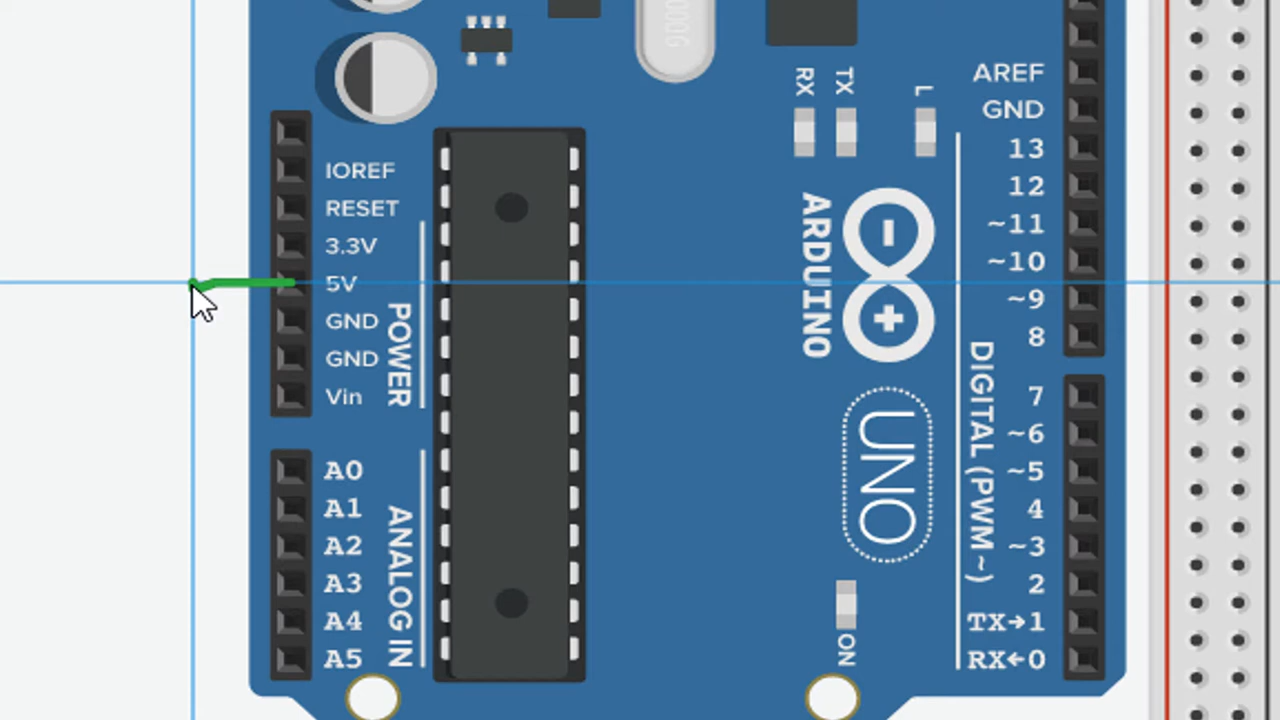 000G
RX
TX
L
AREF
GND
13
12
~11
~10
~9
8
IOREF
RESET
3.3V
5V
GND
GND
Vin
POWER
ARDUINO
UNO
DIGITAL (PWM~)
7
~6
~5
4
~3
2
TX→1
RX←0
A0
A1
A2
A3
A4
A5
ANALOG IN
ON